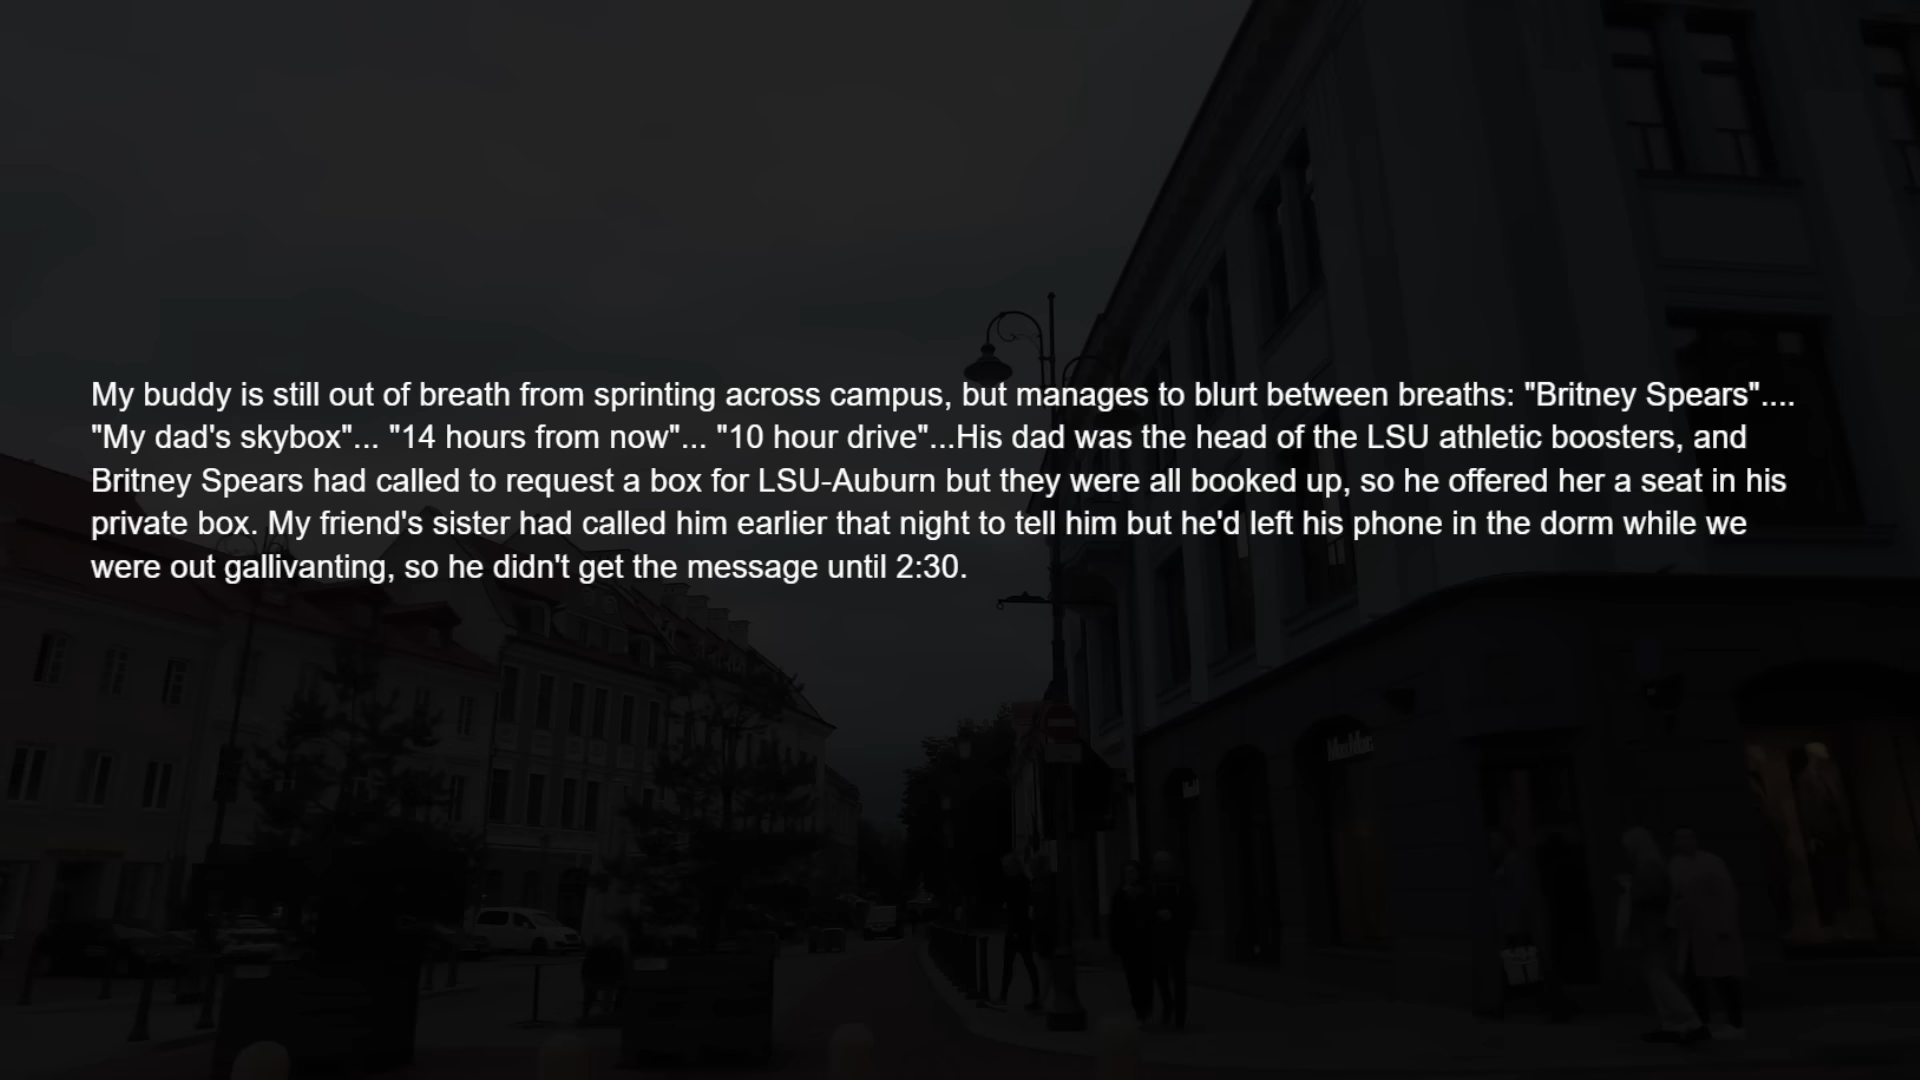 My buddy is still out of breath from sprinting across campus, but manages to blurt between breaths: "Britney Spears"....
"My dad's skybox"... "14 hours from now"... "10 hour drive"...His dad was the head of the LSU athletic boosters, and
Britney Spears had called to request a box for LSU-Auburn but they were all booked up, so he offered her a seat in his
private box. My friend's sister had called him earlier that night to tell him but he'd left his phone in the dorm while we
were out gallivanting, so he didn't get the message until 2:30.
MaxMara